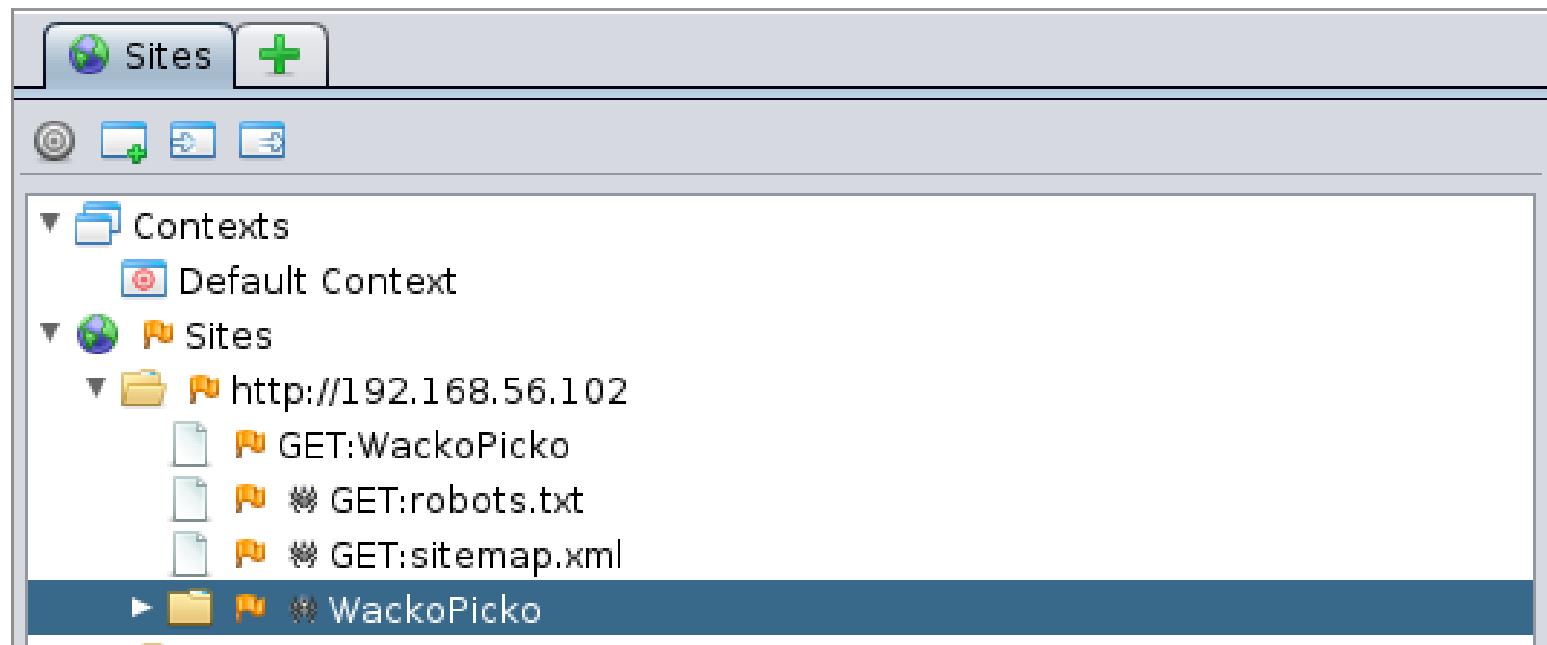 Sites
Contexts
Default Context
Sites
http://192.168.56.102
GET:WackoPicko
GET:robots.txt
GET:sitemap.xml
WackoPicko